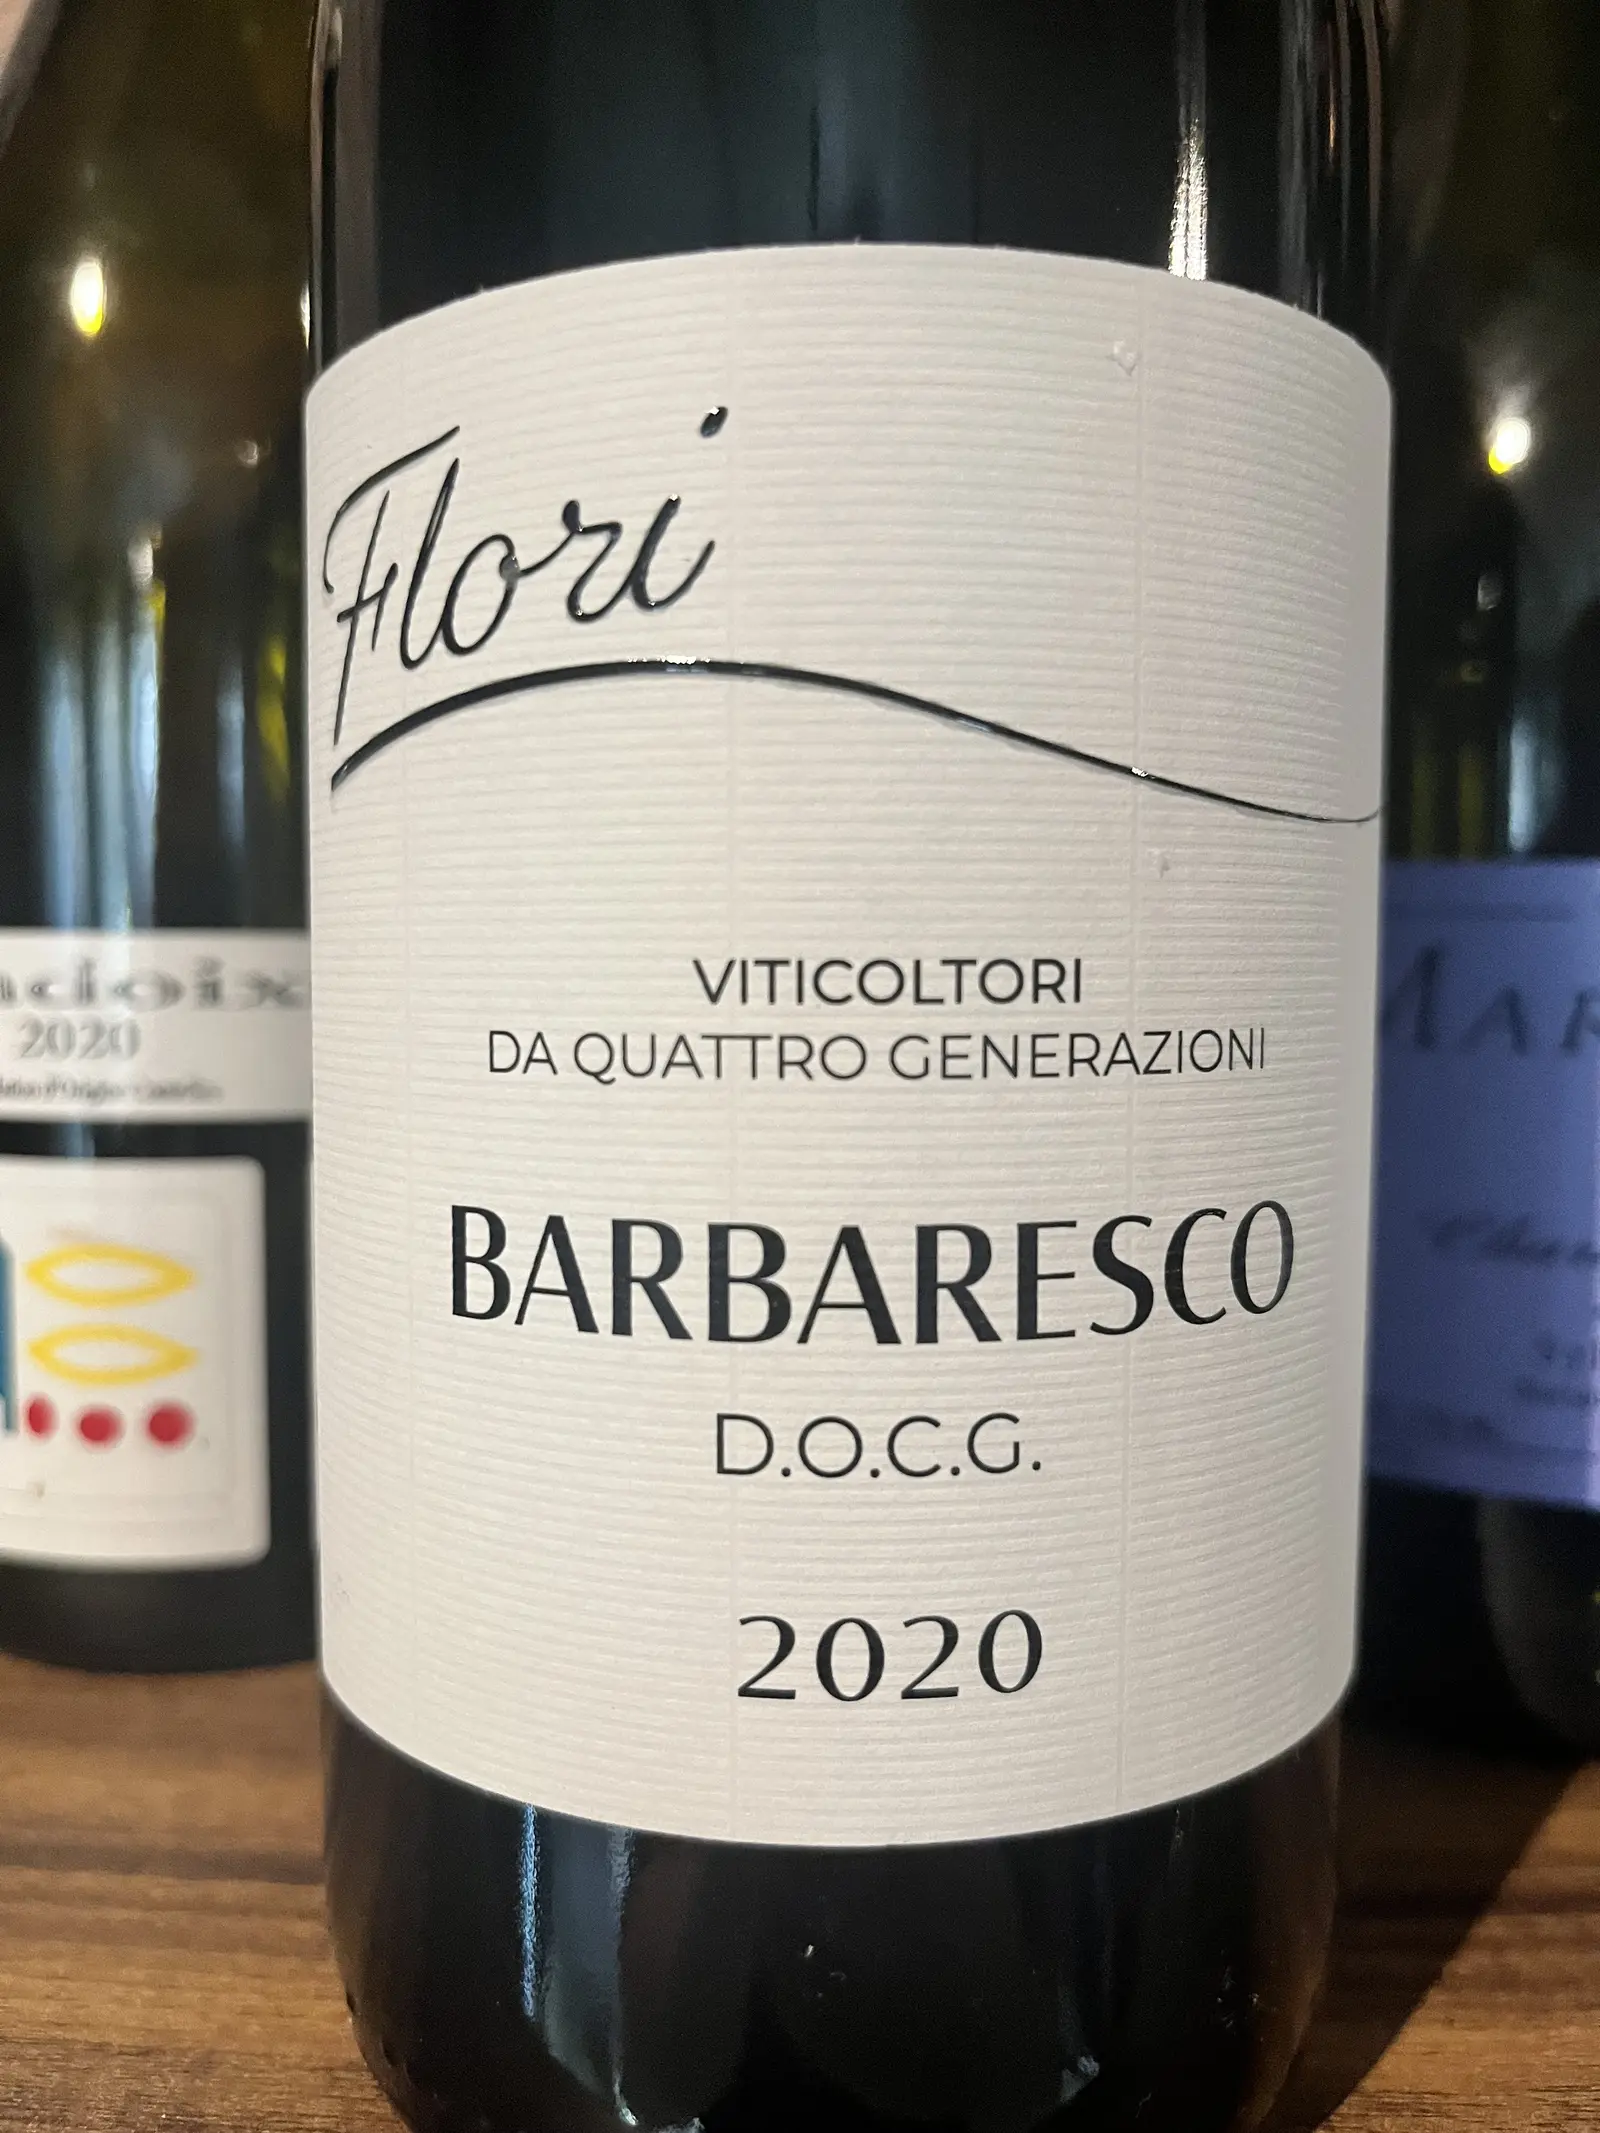 Flori
VITICOLTORI
DA QUATTRO GENERAZIONI
BARBARESCO
D.O.C.G.
2020
2020